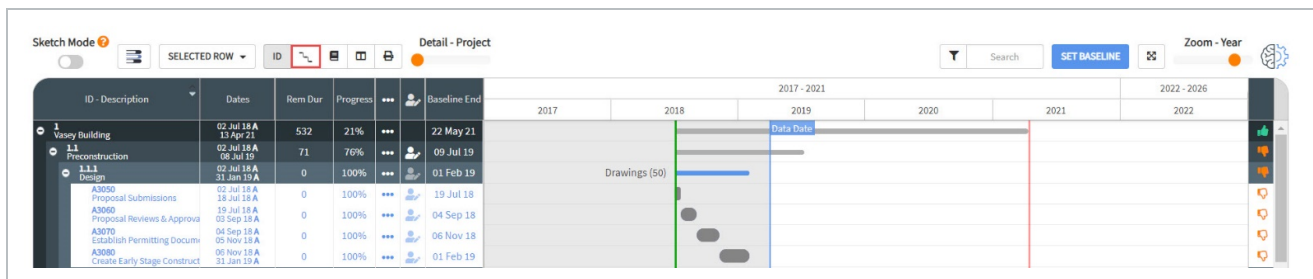 Sketch Mode ?
SELECTED ROW
ID
Detail - Project
Search
SET BASELINE
Zoom - Year
ID - Description
Dates
Rem Dur
Progress
•••
Baseline End
2017 - 2021
2022 - 2026
2017
2018
2019
2020
2021
2022
1
Vasey Building
02 Jul 18 A
13 Apr 21
532
21%
•••
22 May 21
Data Date
1.1
Preconstruction
02 Jul 18 A
08 Jul 19
71
76%
•••
09 Jul 19
1.1.1
Design
02 Jul 18 A
31 Jan 19 A
0
100%
•••
01 Feb 19
Drawings (50)
A3050
Proposal Submissions
02 Jul 18 A
18 Jul 18 A
0
100%
•••
19 Jul 18
A3060
Proposal Reviews & Approva
19 Jul 18 A
03 Sep 18 A
0
100%
•••
04 Sep 18
A3070
Establish Permitting Docum
04 Sep 18 A
05 Nov 18 A
0
100%
•••
06 Nov 18
A3080
Create Early Stage Construct
06 Nov 18 A
31 Jan 19 A
0
100%
•••
01 Feb 19